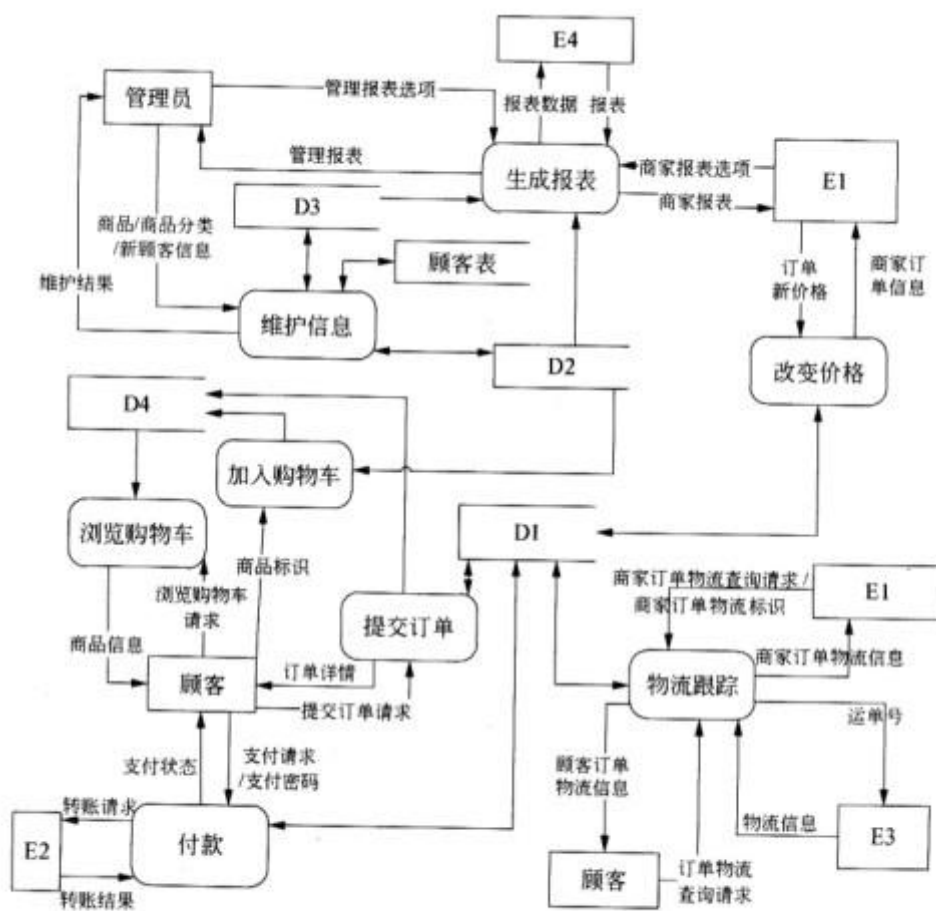 E4
管理员
管理报表选项
报表数据
报表
管理报表
生成报表
商家报表选项
商家报表
E1
D3
商品/商品分类
/新顾客信息
顾客表
维护结果
维护信息
订单
新价格
商家订
单信息
D2
改变价格
D4
加入购物车
浏览购物车
D1
商品标识
浏览购物车
请求
商家订单物流查询请求/
商家订单物流标识
E1
提交订单
商品信息
订单详情
商家订单物流信息
顾客
物流跟踪
提交订单请求
运单号
支付状态
支付请求
/支付密码
顾客订单
物流信息
转账请求
付款
物流信息
E2
E3
转账结果
顾客
订单物流
查询请求